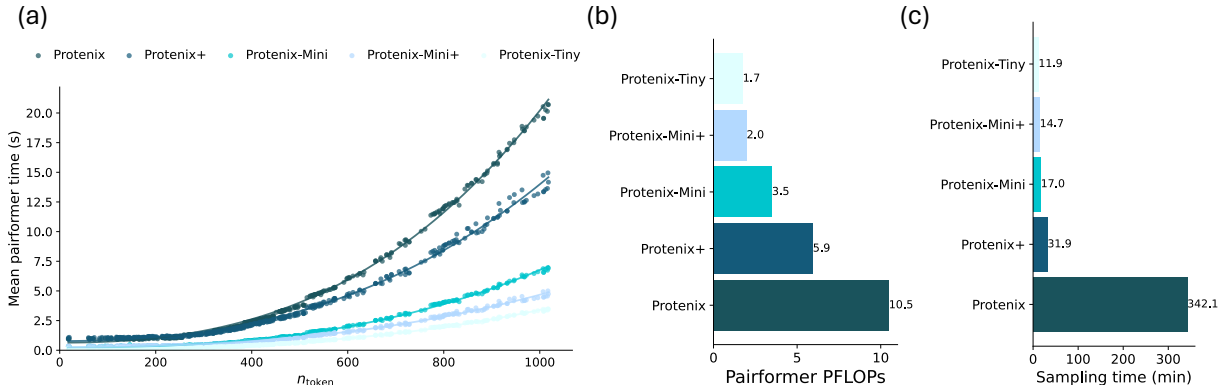 (a)
Protenix Protenix+ Protenix-Mini Protenix-Mini+ Protenix-Tiny
Mean pairformer time (s)
20.0
17.5
15.0
12.5
10.0
7.5
5.0
2.5
0.0
0 200 400 600 800 1000
n_token
(b)
Protenix-Tiny 1.7
Protenix-Mini+ 2.0
Protenix-Mini 3.5
Protenix+ 5.9
Protenix 10.5
0 5 10
Pairformer PFLOPs
(c)
Protenix-Tiny 11.9
Protenix-Mini+ 14.7
Protenix-Mini 17.0
Protenix+ 31.9
Protenix 342.1
0 100 200 300
Sampling time (min)